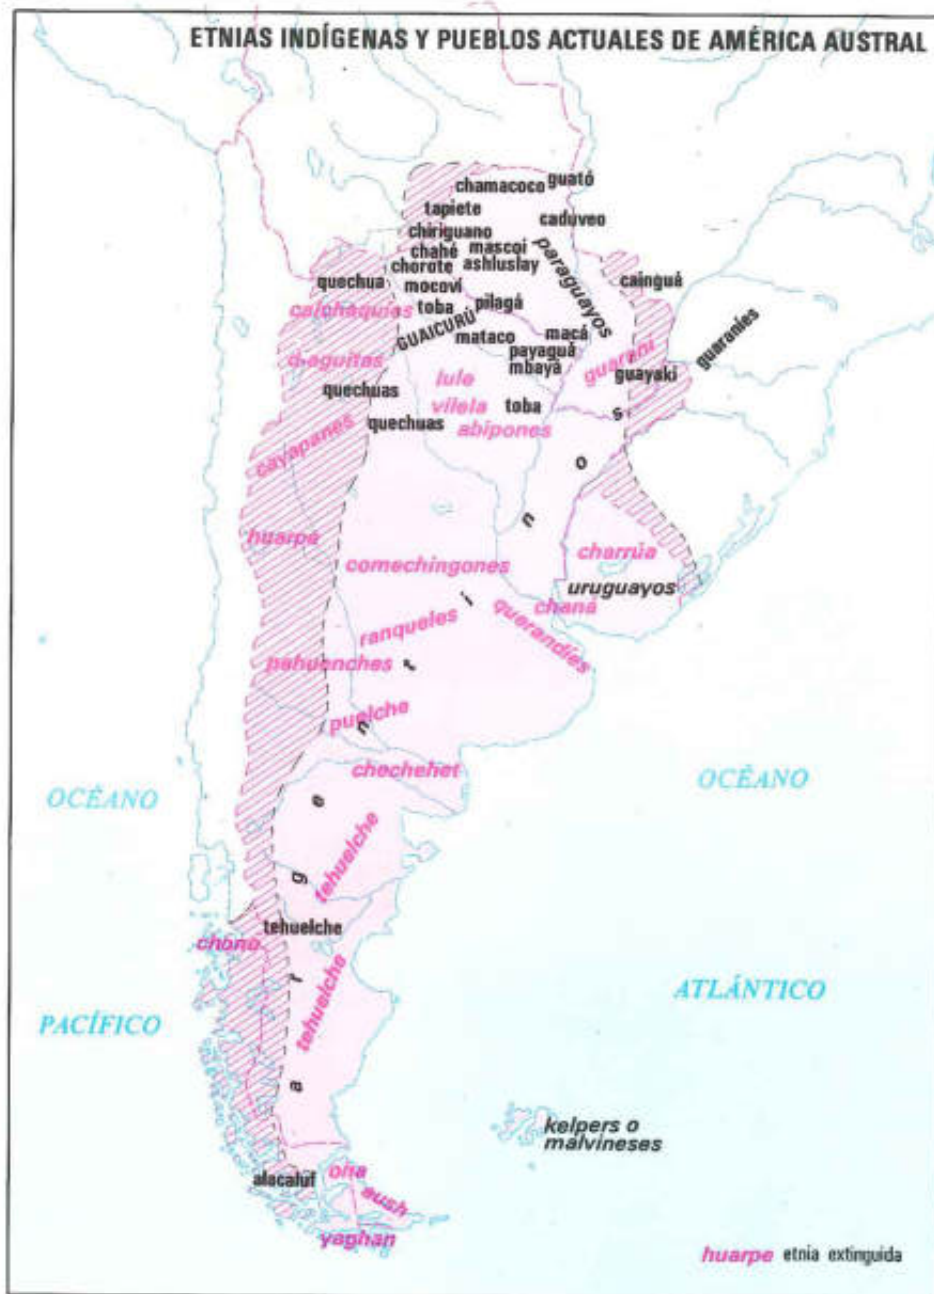 ETNIAS INDÍGENAS Y PUEBLOS ACTUALES DE AMÉRICA AUSTRAL
chamacoco
guató
tapiete
caduveo
chiriguano
chahé
mascoi
paraguayos
chorote
ashluslay
quechua
mocoví
cainguá
calchaquíes
toba
pilagá
GUAICURÚ
mataco
macá
guaraníes
payaguá
mbayá
guaraní
guayaki
d-aguitas
lule
quechuas
vilela
toba
quechuas
abipones
cayapanes
huarpe
comechingones
charrúa
uruguayos
chaná
querandíes
ranqueles
pehuenches
puelche
chechehet
argenrinos
OCÉANO
PACÍFICO
OCÉANO
ATLÁNTICO
tehuelche
tehuelche
chono
tehuelche
kelpers o
malvineses
alacaluf
ona
aush
yaghan
huarpe etnia extinguida